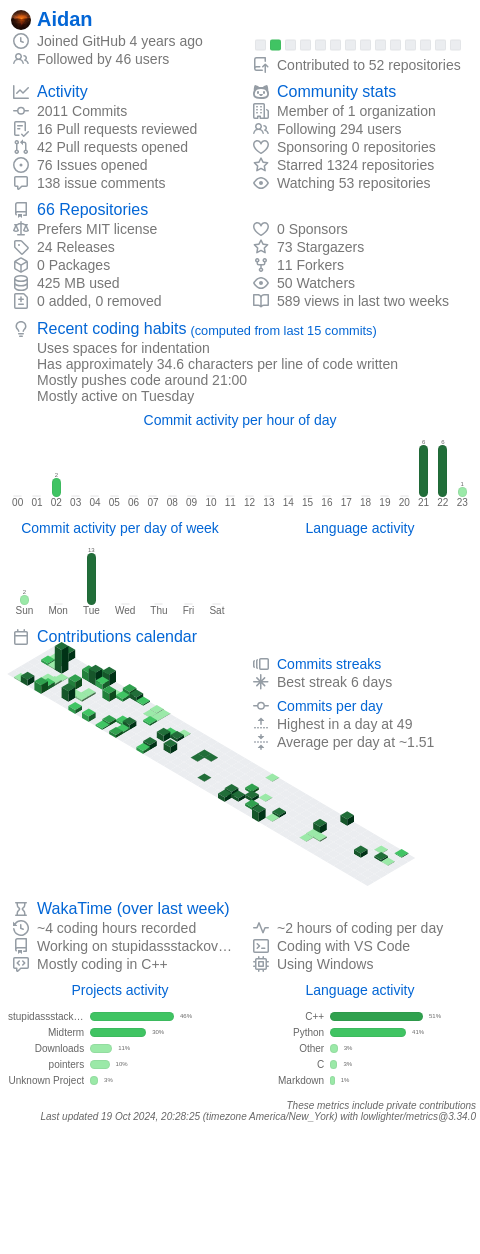 Aidan
Joined GitHub 4 years ago
Followed by 46 users
Contributed to 52 repositories
Activity
2011 Commits
16 Pull requests reviewed
42 Pull requests opened
76 Issues opened
138 issue comments
Community stats
Member of 1 organization
Following 294 users
Sponsoring 0 repositories
Starred 1324 repositories
Watching 53 repositories
66 Repositories
Prefers MIT license
24 Releases
0 Packages
425 MB used
0 added, 0 removed
0 Sponsors
73 Stargazers
11 Forkers
50 Watchers
589 views in last two weeks
Recent coding habits (computed from last 15 commits)
Uses spaces for indentation
Has approximately 34.6 characters per line of code written
Mostly pushes code around 21:00
Mostly active on Tuesday
Commit activity per hour of day
2 6 6 1
00 01 02 03 04 05 06 07 08 09 10 11 12 13 14 15 16 17 18 19 20 21 22 23
Commit activity per day of week
2 13
Sun Mon Tue Wed Thu Fri Sat
Language activity
Contributions calendar
Commits streaks
Best streak 6 days
Commits per day
Highest in a day at 49
Average per day at ~1.51
WakaTime (over last week)
~4 coding hours recorded
Working on stupidassstackov…
Mostly coding in C++
~2 hours of coding per day
Coding with VS Code
Using Windows
Projects activity
stupidassstack… 46%
Midterm 30%
Downloads 11%
pointers 10%
Unknown Project 3%
Language activity
C++ 51%
Python 41%
Other 3%
C 3%
Markdown 1%
These metrics include private contributions
Last updated 19 Oct 2024, 20:28:25 (timezone America/New_York) with lowlighter/metrics@3.34.0